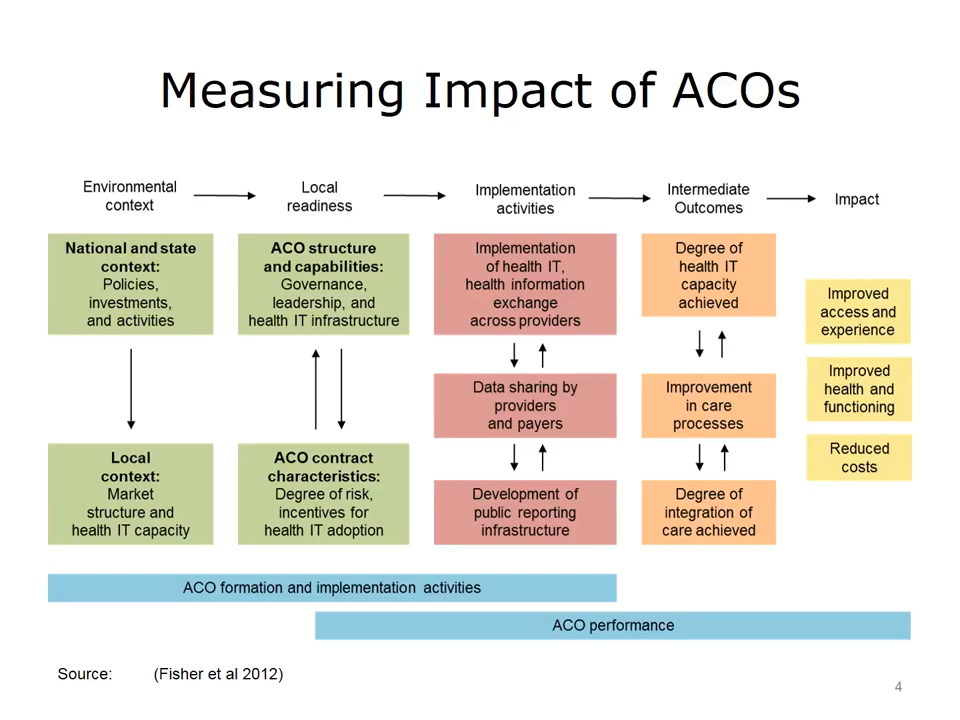 Measuring Impact of ACOs
Environmental
context
Local
readiness
Implementation
activities
Intermediate
Outcomes
Impact
National and state
context:
Policies,
investments,
and activities
Local
context:
Market
structure and
health IT capacity
ACO structure
and capabilities:
Governance,
leadership, and
health IT infrastructure
ACO contract
characteristics:
Degree of risk,
incentives for
health IT adoption
Implementation
of health IT,
health information
exchange
across providers
Data sharing by
providers
and payers
Development of
public reporting
infrastructure
Degree of
health IT
capacity
achieved
Improvement
in care
processes
Degree of
integration of
care achieved
Improved
access and
experience
Improved
health and
functioning
Reduced
costs
ACO formation and implementation activities
ACO performance
Source: (Fisher et al 2012)
4